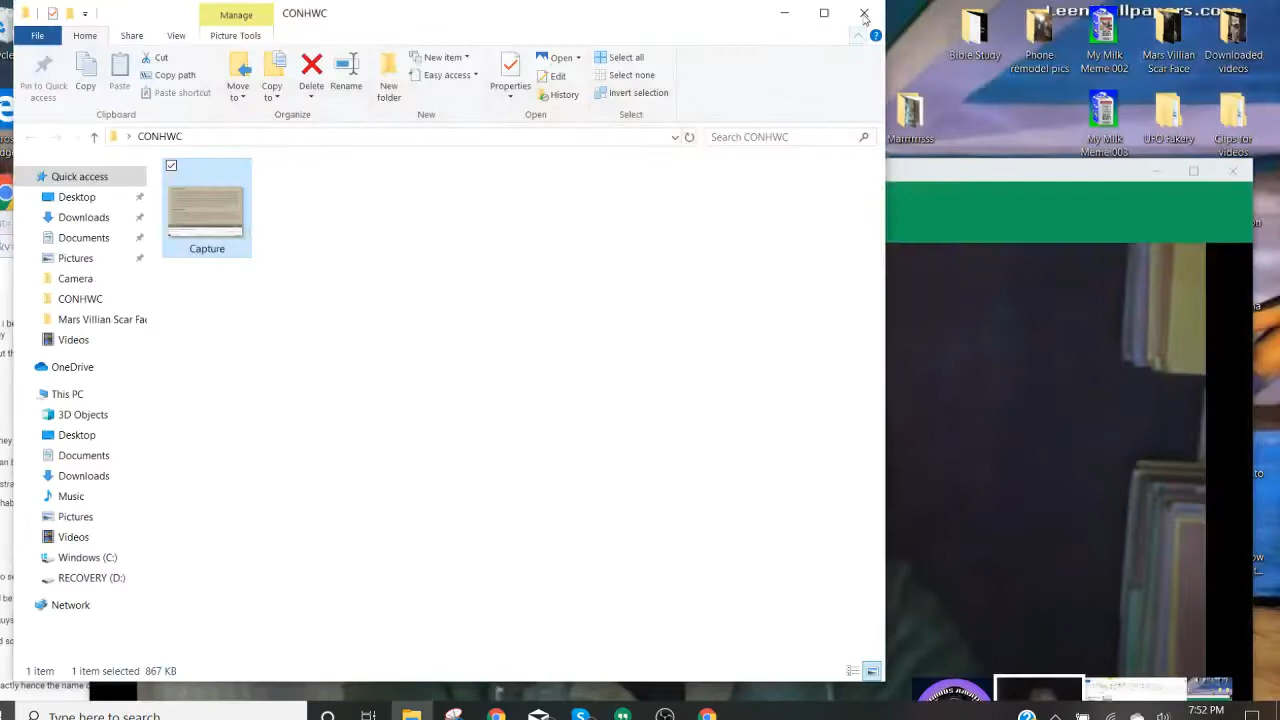 Manage
CONHWC
File
Home
Share
View
Picture Tools
Pin to Quick access
Copy
Paste
Cut
Copy path
Paste shortcut
Clipboard
Move to
Copy to
Delete
Rename
Organize
New folder
New item
Easy access
New
Properties
Open
Edit
History
Open
Select all
Select none
Invert selection
Select
CONHWC
Search CONHWC
Quick access
Desktop
Downloads
Documents
Pictures
Camera
CONHWC
Mars Villian Scar Fac
Videos
OneDrive
This PC
3D Objects
Desktop
Documents
Downloads
Music
Pictures
Videos
Windows (C:)
RECOVERY (D:)
Network
Capture
1 item
1 item selected 867 KB
Bible Study
Phone remodel pics
My Milk Meme 002
Mars Villian Scar Face
Downloaded videos
My Milk Meme 003
UFO Fakery
Clips for videos
actly hence the name
Type here to search
7:52 PM